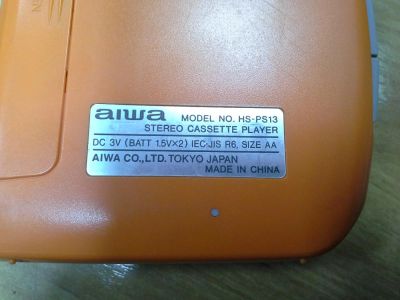 aiwa MODEL NO. HS-PS13
STEREO CASSETTE PLAYER
DC 3V (BATT 1.5V×2) IEC·JIS R6, SIZE AA
AIWA CO.,LTD. TOKYO JAPAN
MADE IN CHINA